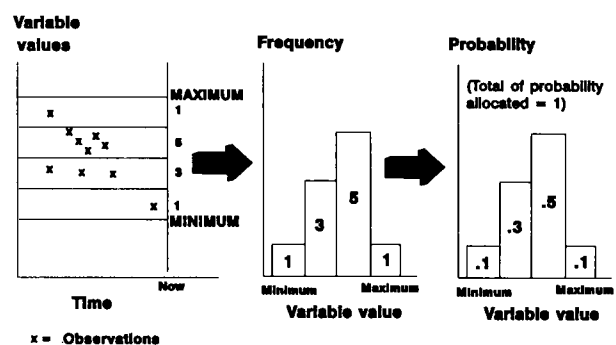 Variable
values
MAXIMUM
1
x
x
x
x
x
x
5
x
x
x
3
x
1
MINIMUM
Now
Time
x = Observations
Frequency
1
3
5
1
Minimum
Maximum
Variable value
Probability
(Total of probability
allocated = 1)
.1
.3
.5
.1
Minimum
Maximum
Variable value